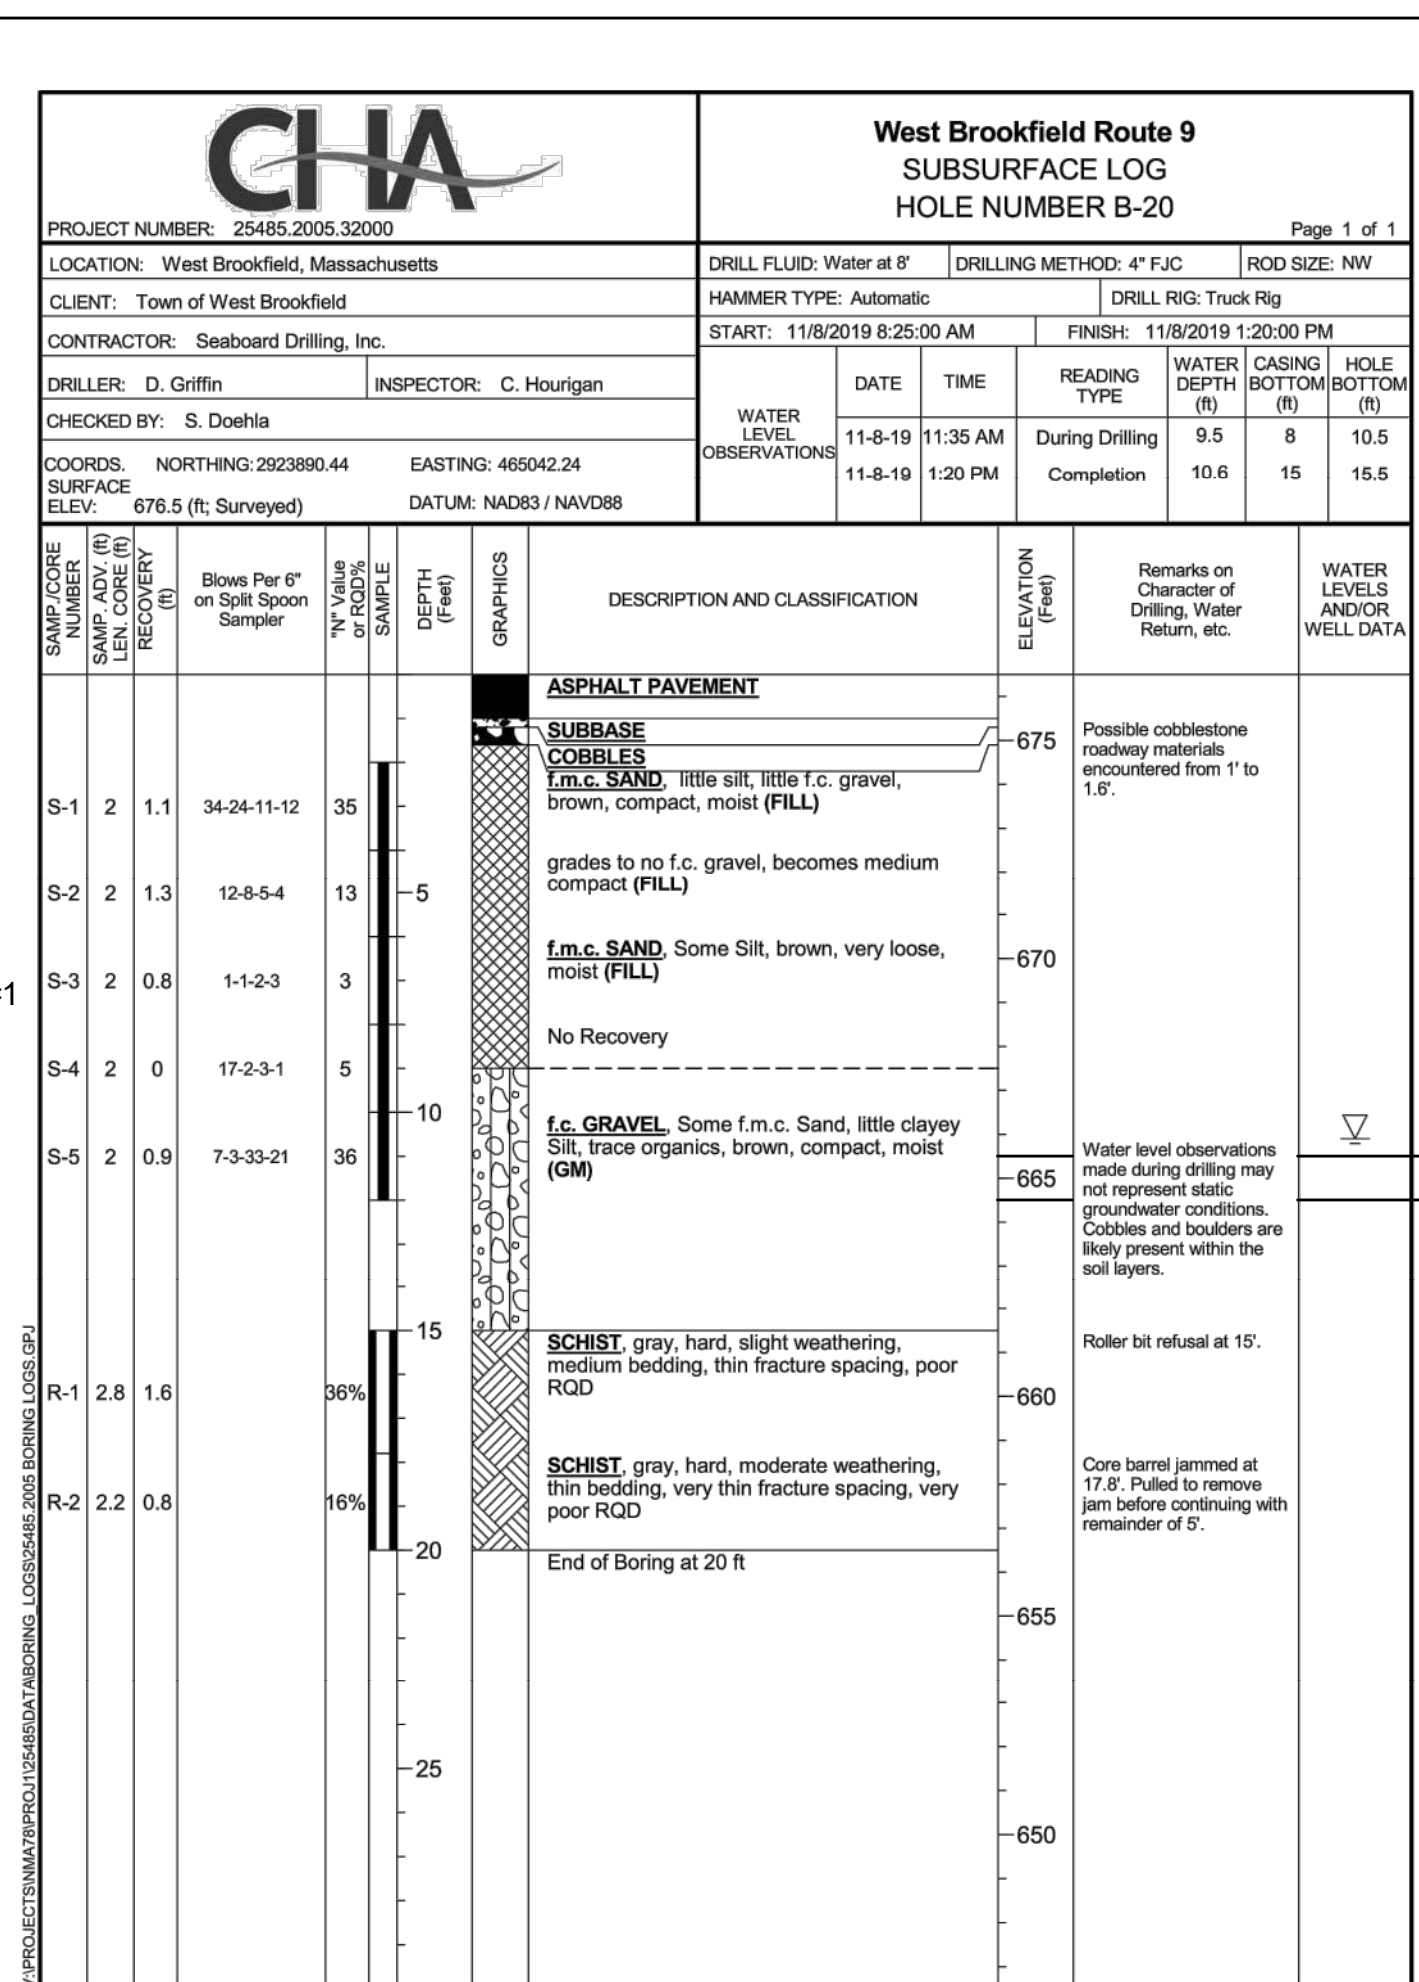 CHA
PROJECT NUMBER: 25485.2005.32000
West Brookfield Route 9
SUBSURFACE LOG
HOLE NUMBER B-20
Page 1 of 1
LOCATION: West Brookfield, Massachusetts
CLIENT: Town of West Brookfield
CONTRACTOR: Seaboard Drilling, Inc.
DRILLER: D. Griffin INSPECTOR: C. Hourigan
CHECKED BY: S. Doehla
COORDS. NORTHING: 2923890.44 EASTING: 465042.24
SURFACE
ELEV: 676.5 (ft; Surveyed) DATUM: NAD83 / NAVD88
DRILL FLUID: Water at 8' DRILLING METHOD: 4" FJC ROD SIZE: NW
HAMMER TYPE: Automatic DRILL RIG: Truck Rig
START: 11/8/2019 8:25:00 AM FINISH: 11/8/2019 1:20:00 PM
WATER
LEVEL
OBSERVATIONS
DATE TIME READING TYPE WATER DEPTH (ft) CASING BOTTOM (ft) HOLE BOTTOM (ft)
11-8-19 11:35 AM During Drilling 9.5 8 10.5
11-8-19 1:20 PM Completion 10.6 15 15.5
SAMP./CORE NUMBER
SAMP. ADV. (ft)
LEN. CORE (ft)
RECOVERY (ft)
Blows Per 6"
on Split Spoon
Sampler
"N" Value
or RQD%
SAMPLE
DEPTH
(Feet)
GRAPHICS
DESCRIPTION AND CLASSIFICATION
ELEVATION
(Feet)
Remarks on
Character of
Drilling, Water
Return, etc.
WATER
LEVELS
AND/OR
WELL DATA
ASPHALT PAVEMENT
SUBBASE
COBBLES
675
Possible cobblestone
roadway materials
encountered from 1' to
1.6'.
S-1 2 1.1 34-24-11-12 35
f.m.c. SAND, little silt, little f.c. gravel,
brown, compact, moist (FILL)
S-2 2 1.3 12-8-5-4 13
5
grades to no f.c. gravel, becomes medium
compact (FILL)
f.m.c. SAND, Some Silt, brown, very loose,
moist (FILL)
670
S-3 2 0.8 1-1-2-3 3
No Recovery
S-4 2 0 17-2-3-1 5
10
S-5 2 0.9 7-3-33-21 36
f.c. GRAVEL, Some f.m.c. Sand, little clayey
Silt, trace organics, brown, compact, moist
(GM)
665
Water level observations
made during drilling may
not represent static
groundwater conditions.
Cobbles and boulders are
likely present within the
soil layers.
15
SCHIST, gray, hard, slight weathering,
medium bedding, thin fracture spacing, poor
RQD
Roller bit refusal at 15'.
R-1 2.8 1.6 36%
660
SCHIST, gray, hard, moderate weathering,
thin bedding, very thin fracture spacing, very
poor RQD
Core barrel jammed at
17.8'. Pulled to remove
jam before continuing with
remainder of 5'.
R-2 2.2 0.8 16%
20
End of Boring at 20 ft
655
25
650
:\PROJECTS\NMA78\PROJ1\25485\DATA\BORING_LOGS\25485.2005 BORING LOGS.GPJ